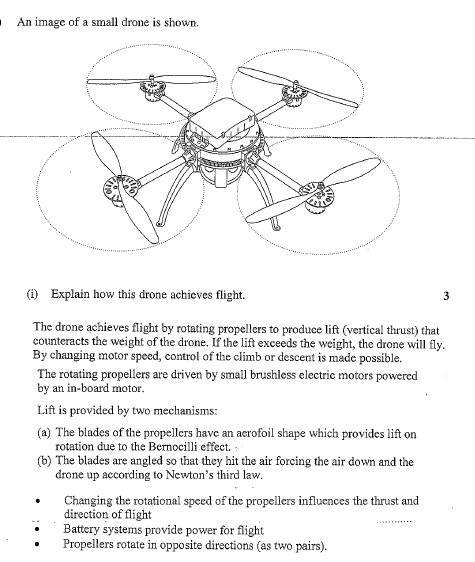 An image of a small drone is shown.
(i) Explain how this drone achieves flight. 3
The drone achieves flight by rotating propellers to produce lift (vertical thrust) that
counteracts the weight of the drone. If the lift exceeds the weight, the drone will fly.
By changing motor speed, control of the climb or descent is made possible.
The rotating propellers are driven by small brushless electric motors powered
by an in-board motor.
Lift is provided by two mechanisms:
(a) The blades of the propellers have an aerofoil shape which provides lift on
rotation due to the Bernocilli effect.
(b) The blades are angled so that they hit the air forcing the air down and the
drone up according to Newton's third law.
• Changing the rotational speed of the propellers influences the thrust and
direction of flight
• Battery systems provide power for flight
• Propellers rotate in opposite directions (as two pairs).